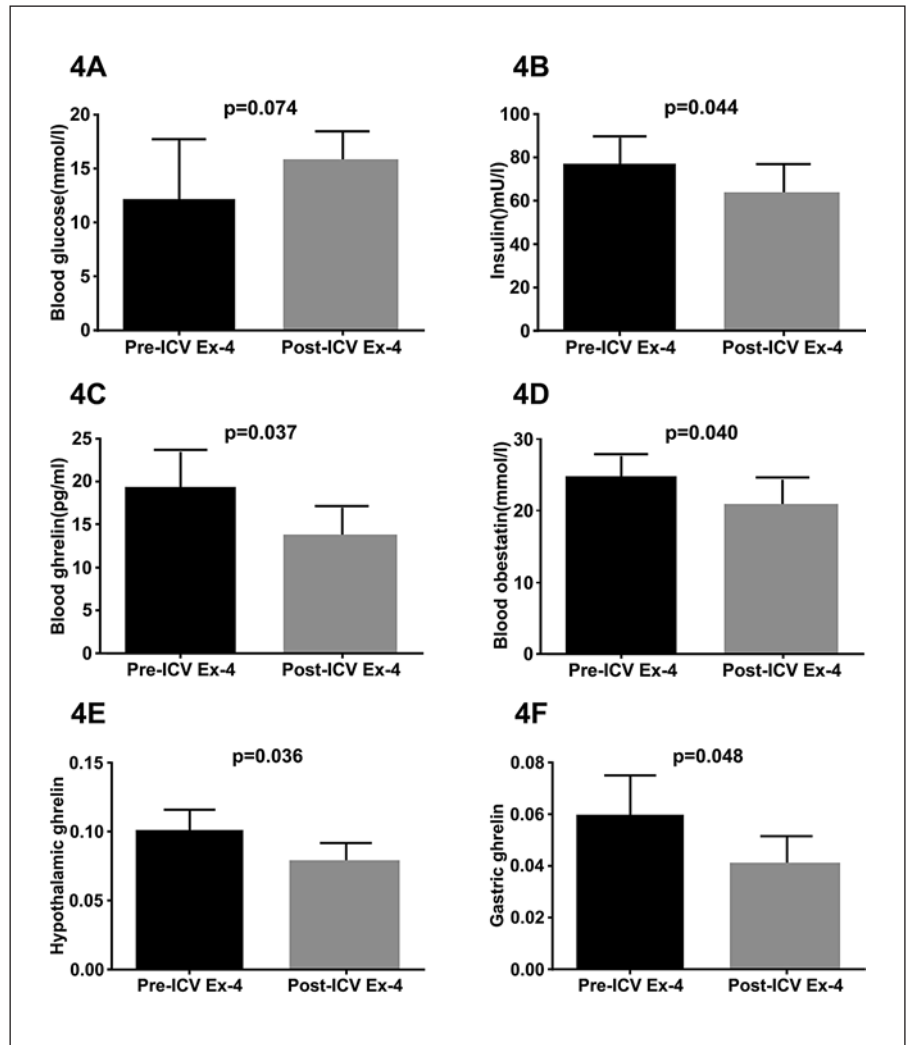 4A
p=0.074
Blood glucose(mmol/l)
20
15
10
5
0
Pre-ICV Ex-4 Post-ICV Ex-4
4B
p=0.044
Insulin()mU/l)
100
80
60
40
20
0
Pre-ICV Ex-4 Post-ICV Ex-4
4C
p=0.037
Blood ghrelin(pg/ml)
25
20
15
10
5
0
Pre-ICV Ex-4 Post-ICV Ex-4
4D
p=0.040
Blood obestatin(mmol/l)
30
20
10
0
Pre-ICV Ex-4 Post-ICV Ex-4
4E
p=0.036
Hypothalamic ghrelin
0.15
0.10
0.05
0.00
Pre-ICV Ex-4 Post-ICV Ex-4
4F
p=0.048
Gastric ghrelin
0.08
0.06
0.04
0.02
0.00
Pre-ICV Ex-4 Post-ICV Ex-4